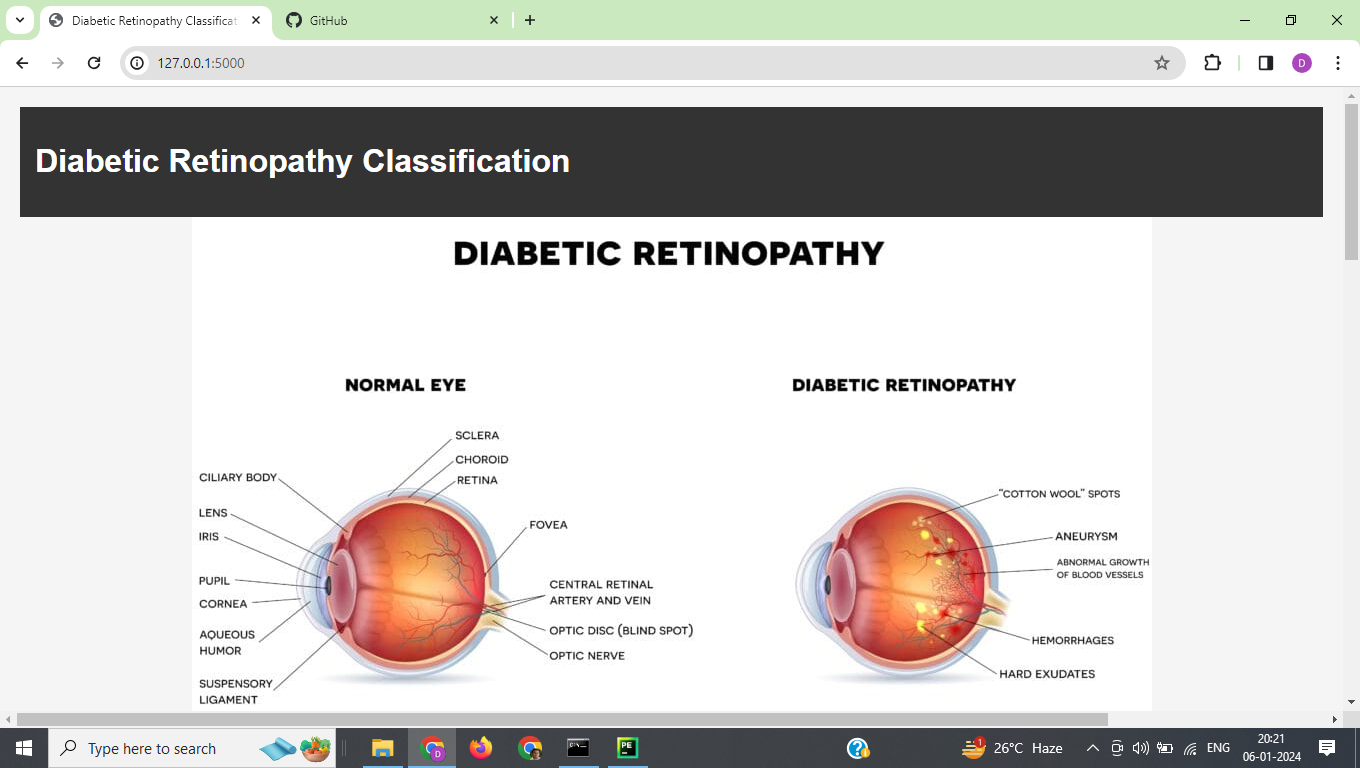 Diabetic Retinopathy Classificat
GitHub
127.0.0.1:5000
D
Diabetic Retinopathy Classification
DIABETIC RETINOPATHY
NORMAL EYE
SCLERA
CHOROID
RETINA
CILIARY BODY
LENS
IRIS
FOVEA
PUPIL
CORNEA
CENTRAL RETINAL
ARTERY AND VEIN
AQUEOUS
HUMOR
OPTIC DISC (BLIND SPOT)
OPTIC NERVE
SUSPENSORY
LIGAMENT
DIABETIC RETINOPATHY
"COTTON WOOL" SPOTS
ANEURYSM
ABNORMAL GROWTH
OF BLOOD VESSELS
HEMORRHAGES
HARD EXUDATES
Type here to search
D
PE
1
26°C Haze
ENG
20:21
06-01-2024